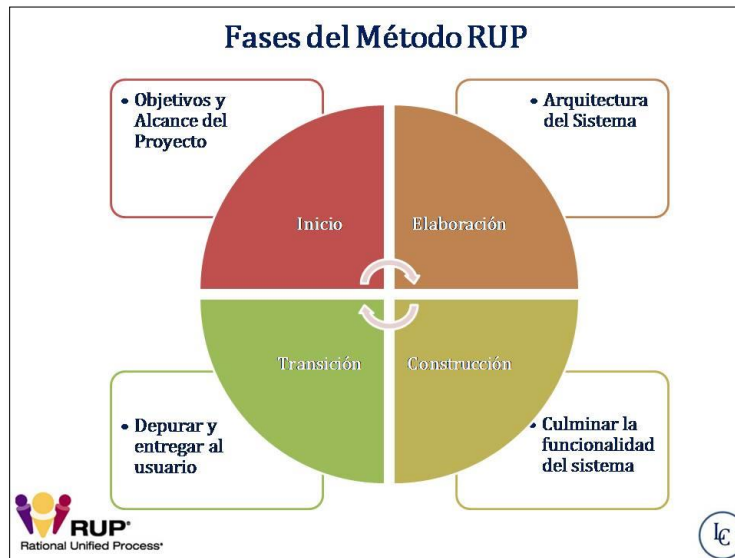 Fases del Método RUP
• Objetivos y
Alcance del
Proyecto
• Arquitectura
del Sistema
Inicio
Elaboración
Transición
Construcción
• Depurar y
entregar al
usuario
• Culminar la
funcionalidad
del sistema
RUP®
Rational Unified Process®
LC